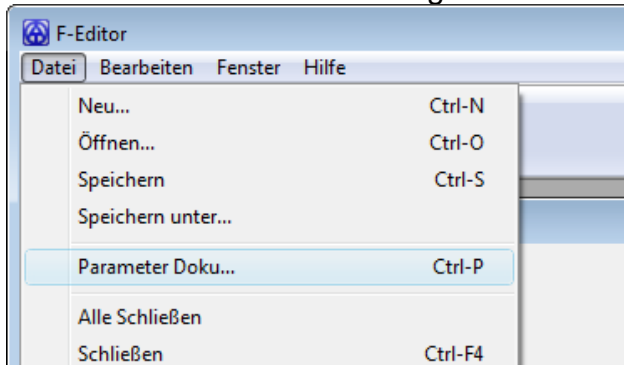 F-Editor
Datei Bearbeiten Fenster Hilfe
Neu... Ctrl-N
Öffnen... Ctrl-O
Speichern Ctrl-S
Speichern unter...
Parameter Doku... Ctrl-P
Alle Schließen
Schließen Ctrl-F4